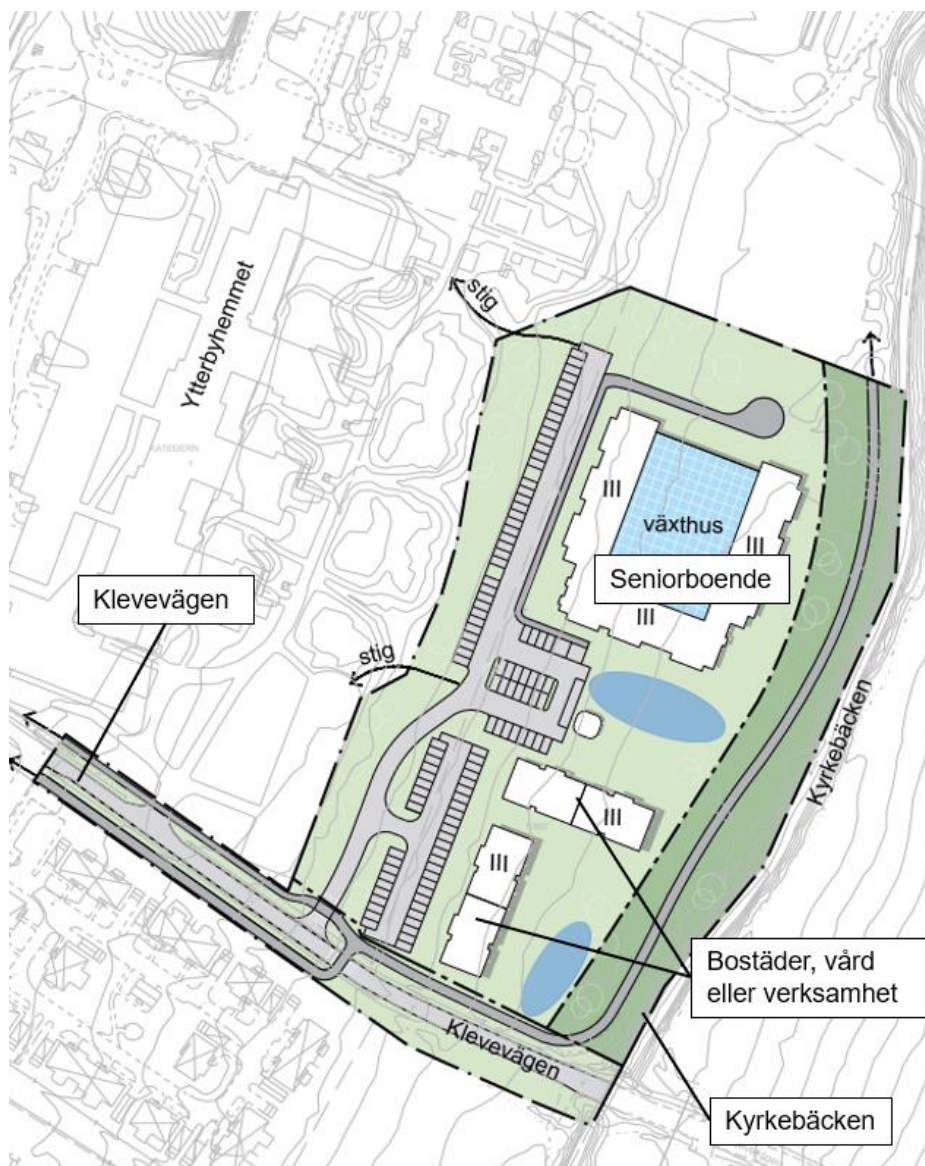 stig
Ytterbyhemmet
III
växthus
III
Seniorboende
III
Klevevägen
stig
Kyrkebäcken
III
III
Bostäder, vård
eller verksamhet
Klevevägen
Kyrkebäcken